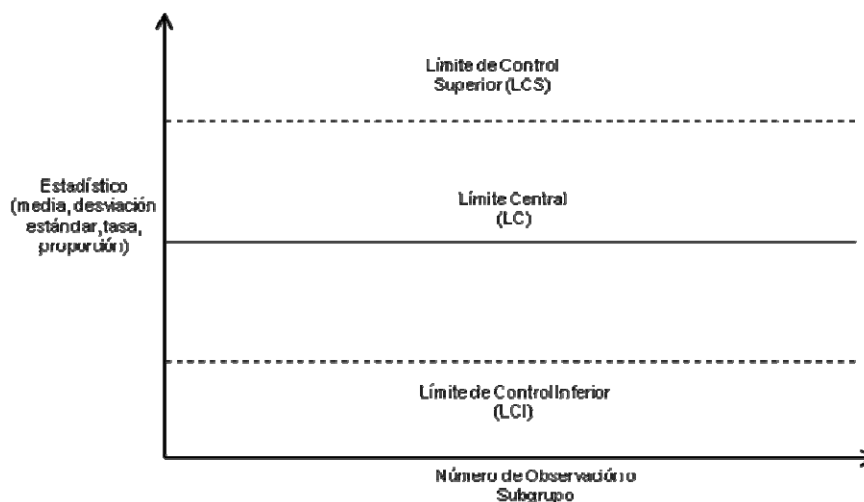 Límite de Control
Superior (LCS)
Estadístico
(media, desviación
estándar, tasa,
proporción)
Límite Central
(LC)
Límite de Control Inferior
(LCI)
Número de Observación o
Subgrupo